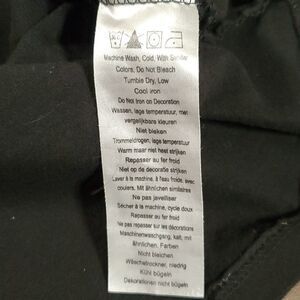 Machine Wash, Cold, With Similar
Colors, Do Not Bleach
Tumble Dry, Low
Cool iron
Do Not Iron on Decoration
Wassen, lage temperatuur, met
vergelijkbare kleuren
Niet bleken
Trommeldrogen, lage temperatuur
Warm maar niet heet strijken
Repasser au fer froid
Niet op de decoratie strijken
Laver à la machine, à l'eau froide, avec
couleurs. Mit ähnlichen similaires
Ne pas javelliser
Sécher à la machine, cycle doux
Repasser au fer froid
Ne pas repasser sur les décorations
Maschinenwaschgang, kalt, mit
ähnlichen. Farben
Nicht bleichen
Wäschetrockner, niedrig
Kühl bügeln
Dekorationen nicht bügeln